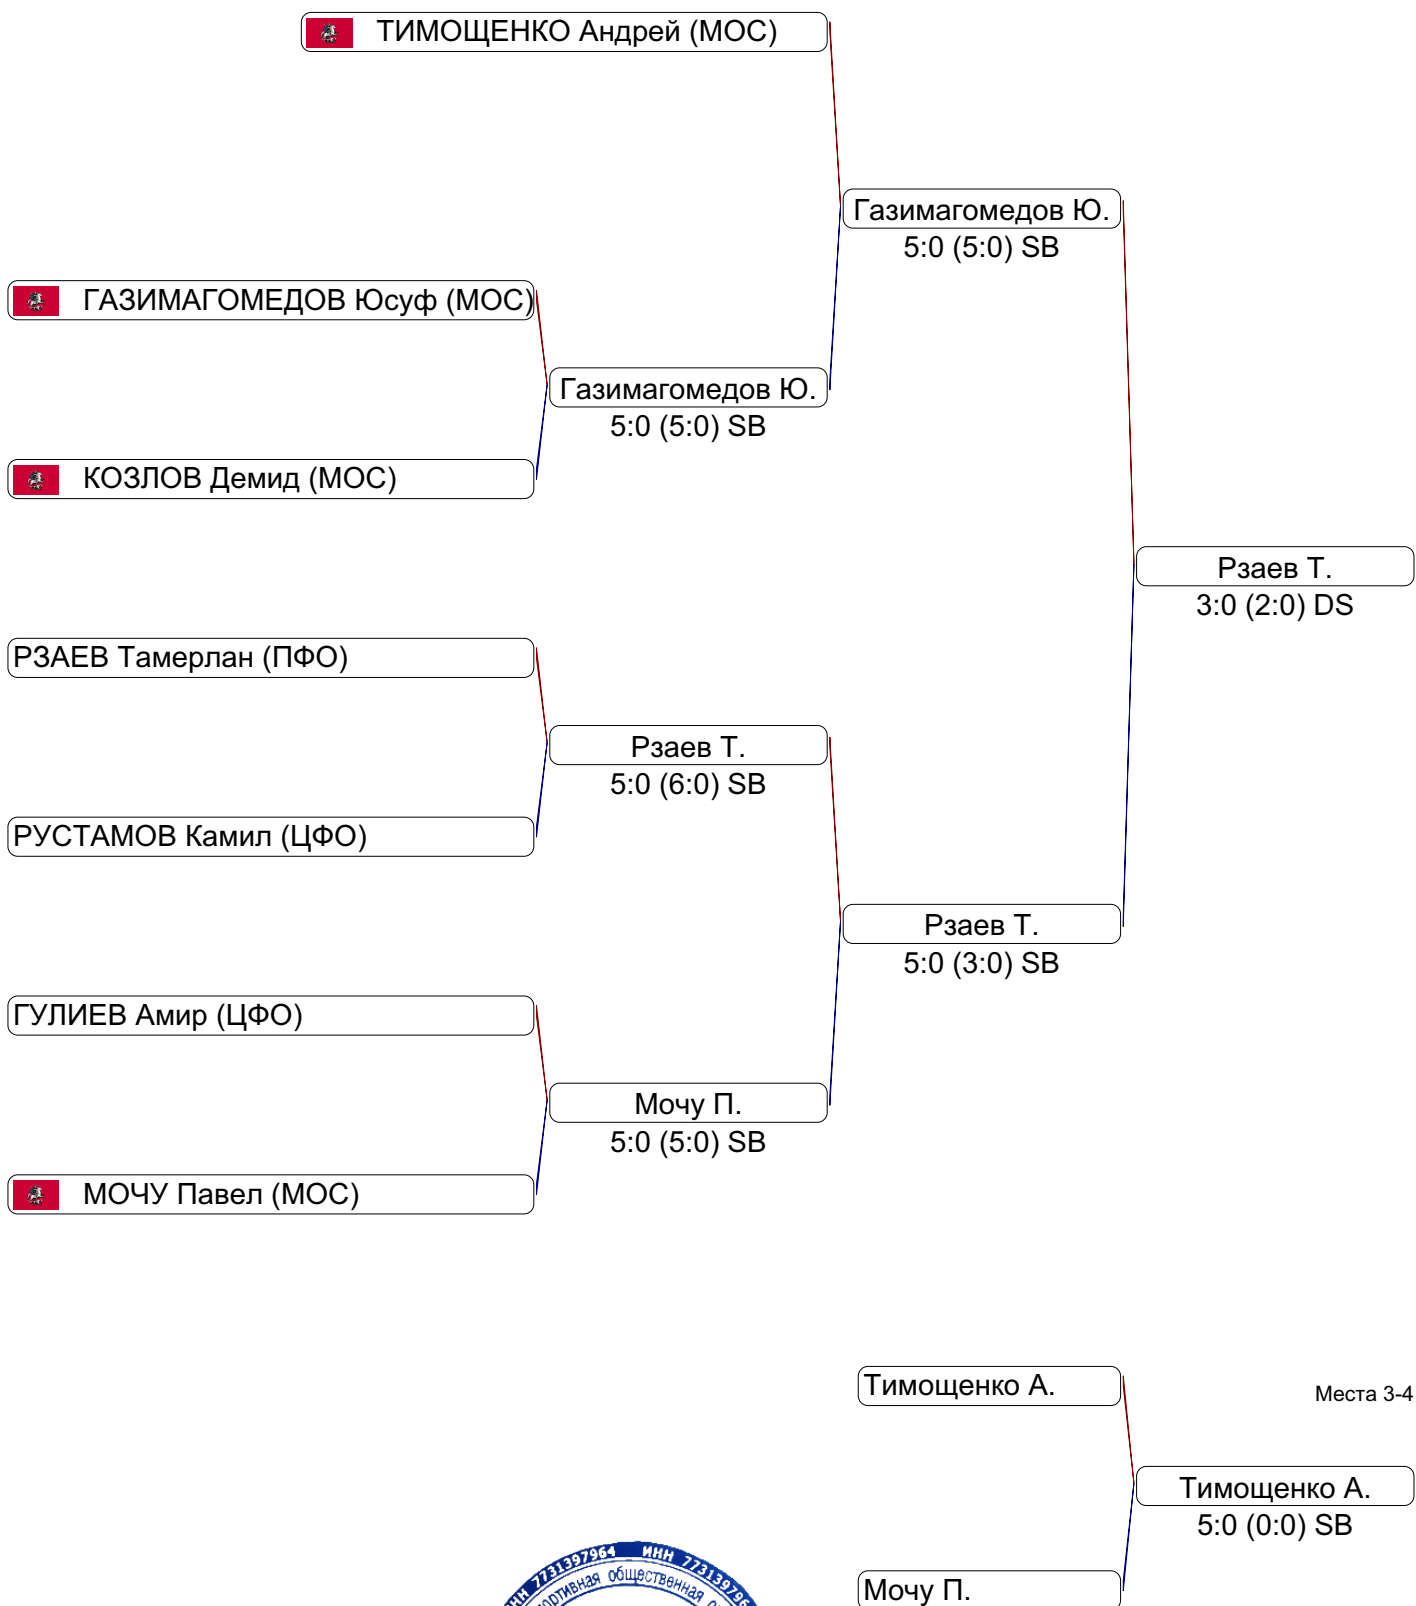 ТИМОЩЕНКО Андрей (МОС)
Газимагомедов Ю.
5:0 (5:0) SB
ГАЗИМАГОМЕДОВ Юсуф (МОС)
Газимагомедов Ю.
5:0 (5:0) SB
КОЗЛОВ Демид (МОС)
Рзаев Т.
3:0 (2:0) DS
РЗАЕВ Тамерлан (ПФО)
Рзаев Т.
5:0 (6:0) SB
РУСТАМОВ Камил (ЦФО)
Рзаев Т.
5:0 (3:0) SB
ГУЛИЕВ Амир (ЦФО)
Мочу П.
5:0 (5:0) SB
МОЧУ Павел (МОС)
Тимощенко А.
Места 3-4
Тимощенко А.
5:0 (0:0) SB
Мочу П.
7731397964 ИНН
общественная